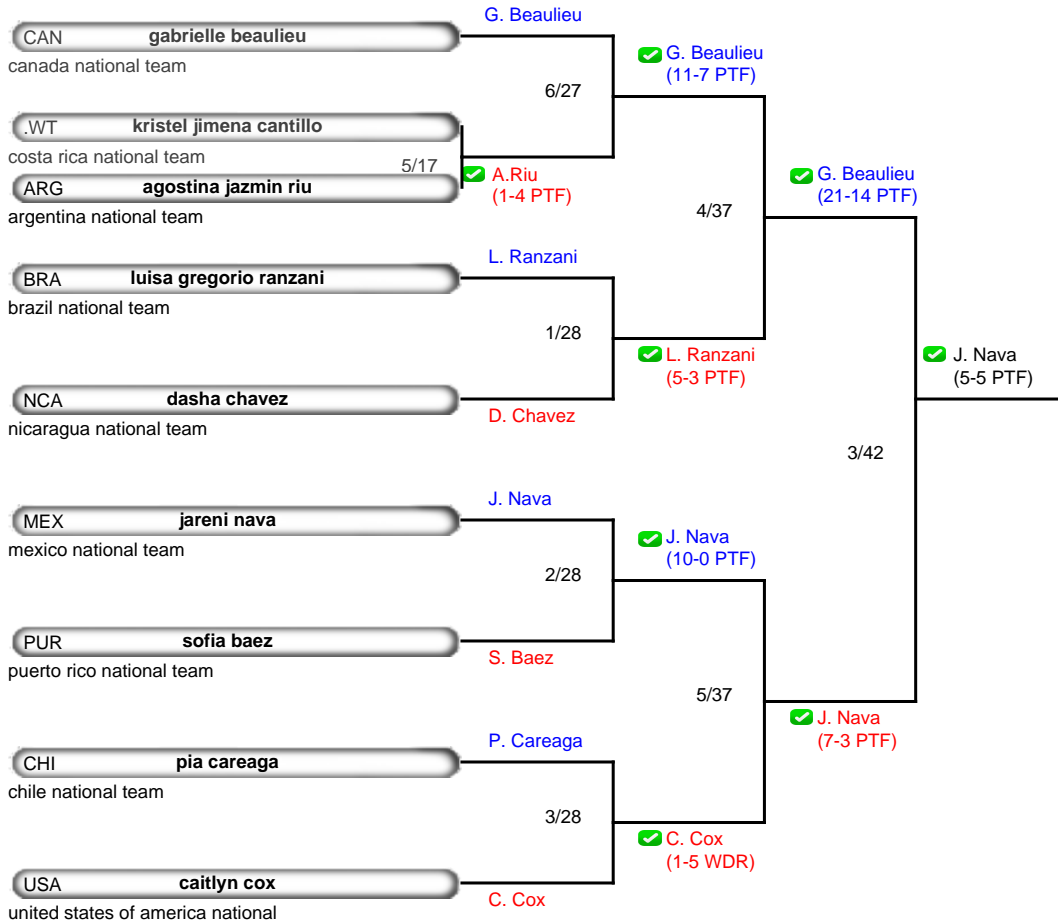 G. Beaulieu
CAN gabrielle beaulieu
canada national team
G. Beaulieu
(11-7 PTF)
6/27
.WT kristel jimena cantillo
costa rica national team
5/17
A.Riu
(1-4 PTF)
ARG agostina jazmin riu
argentina national team
G. Beaulieu
(21-14 PTF)
4/37
L. Ranzani
BRA luisa gregorio ranzani
brazil national team
1/28
L. Ranzani
(5-3 PTF)
J. Nava
(5-5 PTF)
NCA dasha chavez
nicaragua national team
D. Chavez
3/42
J. Nava
MEX jareni nava
mexico national team
J. Nava
(10-0 PTF)
2/28
PUR sofia baez
puerto rico national team
S. Baez
5/37
J. Nava
(7-3 PTF)
P. Careaga
CHI pia careaga
chile national team
3/28
C. Cox
(1-5 WDR)
USA caitlyn cox
united states of america national
C. Cox